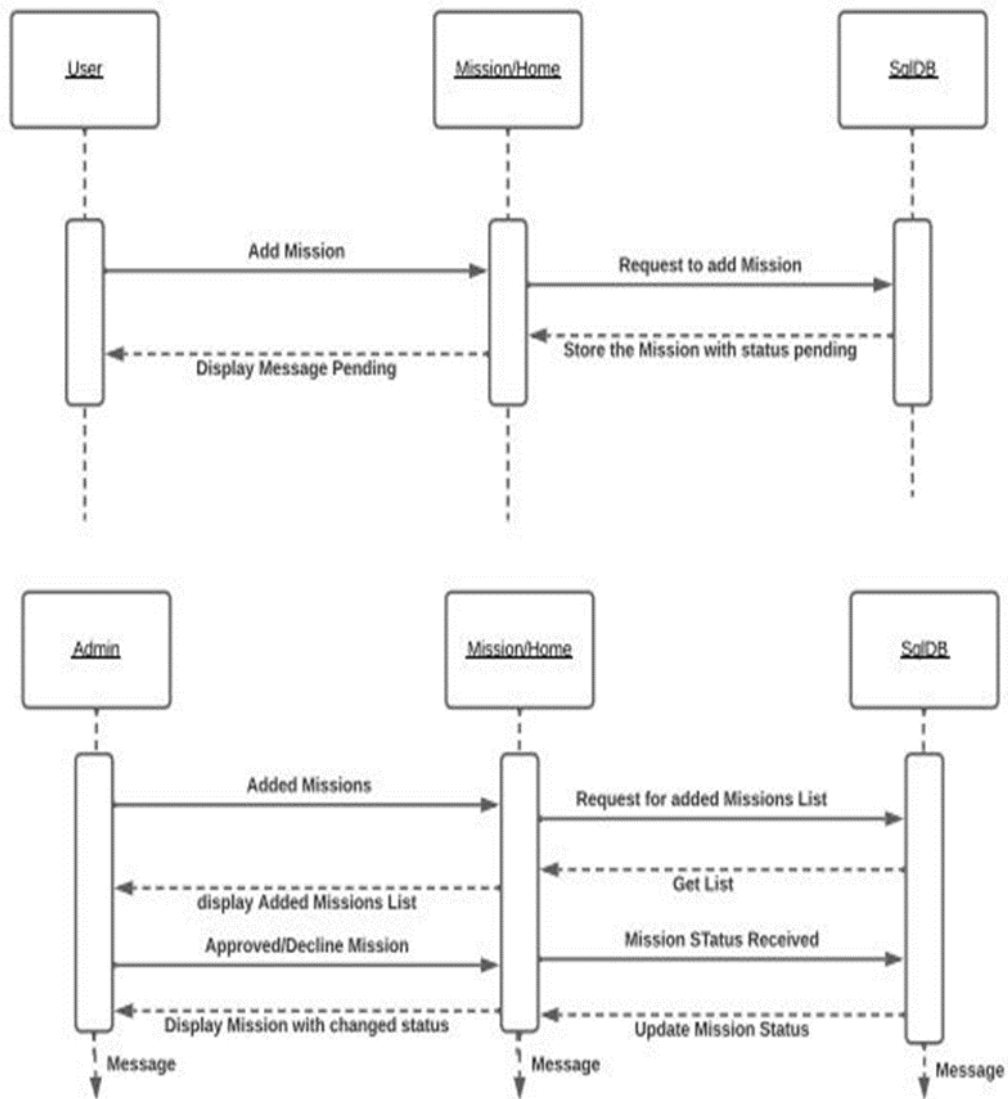 User
Mission/Home
SqlDB
Add Mission
Request to add Mission
Store the Mission with status pending
Display Message Pending
Admin
Mission/Home
SqlDB
Added Missions
Request for added Missions List
Get List
display Added Missions List
Approved/Decline Mission
Mission STatus Received
Display Mission with changed status
Update Mission Status
Message
Message
Message